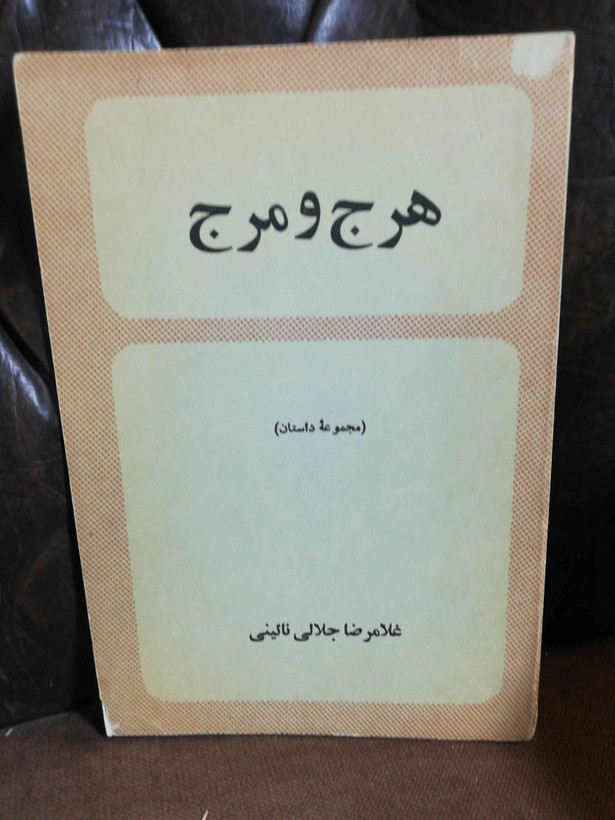 هرج و مرج
(مجموعهٔ داستان)
غلامرضا جلالی نائینی